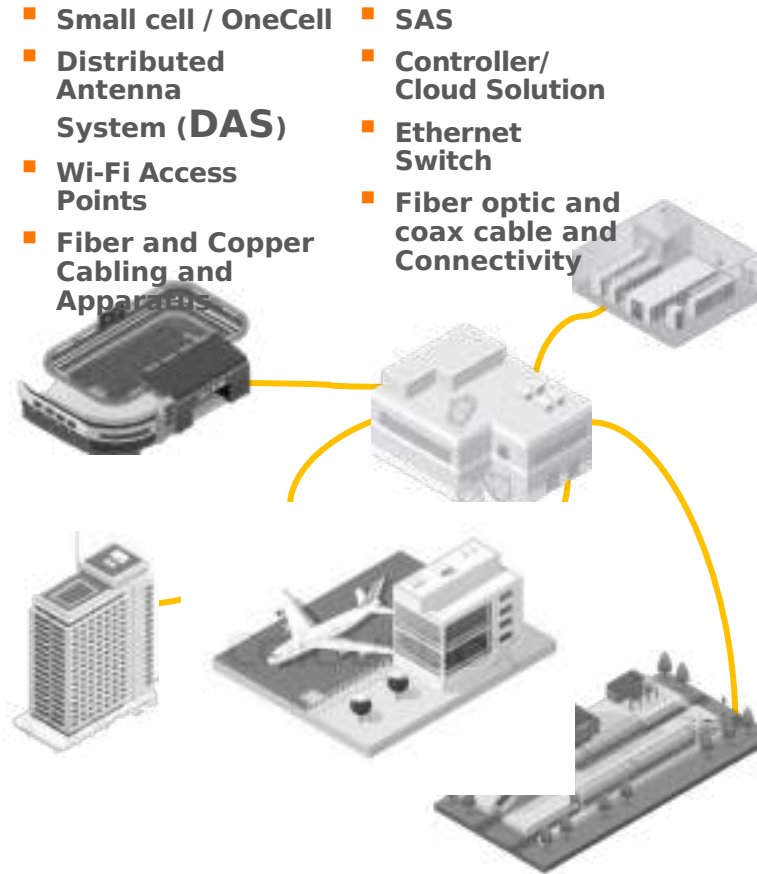 Small cell / OneCell
Distributed
Antenna
System (DAS)
Wi-Fi Access
Points
Fiber and Copper
Cabling and
Apparatus
SAS
Controller/
Cloud Solution
Ethernet
Switch
Fiber optic and
coax cable and
Connectivity